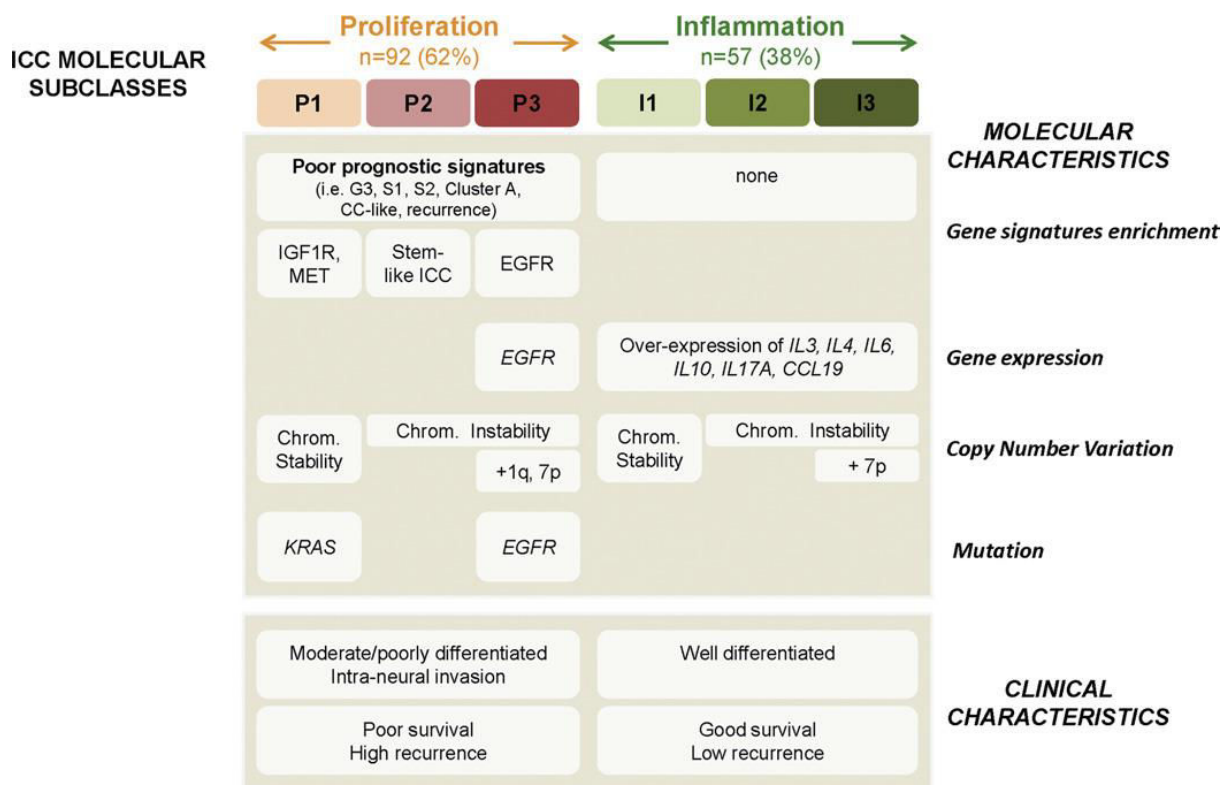 ICC MOLECULAR
SUBCLASSES
Proliferation
n=92 (62%)
Inflammation
n=57 (38%)
P1
P2
P3
I1
I2
I3
MOLECULAR
CHARACTERISTICS
Poor prognostic signatures
(i.e. G3, S1, S2, Cluster A,
CC-like, recurrence)
none
Gene signatures enrichment
IGF1R,
MET
Stem-
like ICC
EGFR
EGFR
Over-expression of IL3, IL4, IL6,
IL10, IL17A, CCL19
Gene expression
Chrom.
Stability
Chrom. Instability
+1q, 7p
Chrom.
Stability
Chrom. Instability
+ 7p
Copy Number Variation
KRAS
EGFR
Mutation
Moderate/poorly differentiated
Intra-neural invasion
Well differentiated
CLINICAL
CHARACTERISTICS
Poor survival
High recurrence
Good survival
Low recurrence